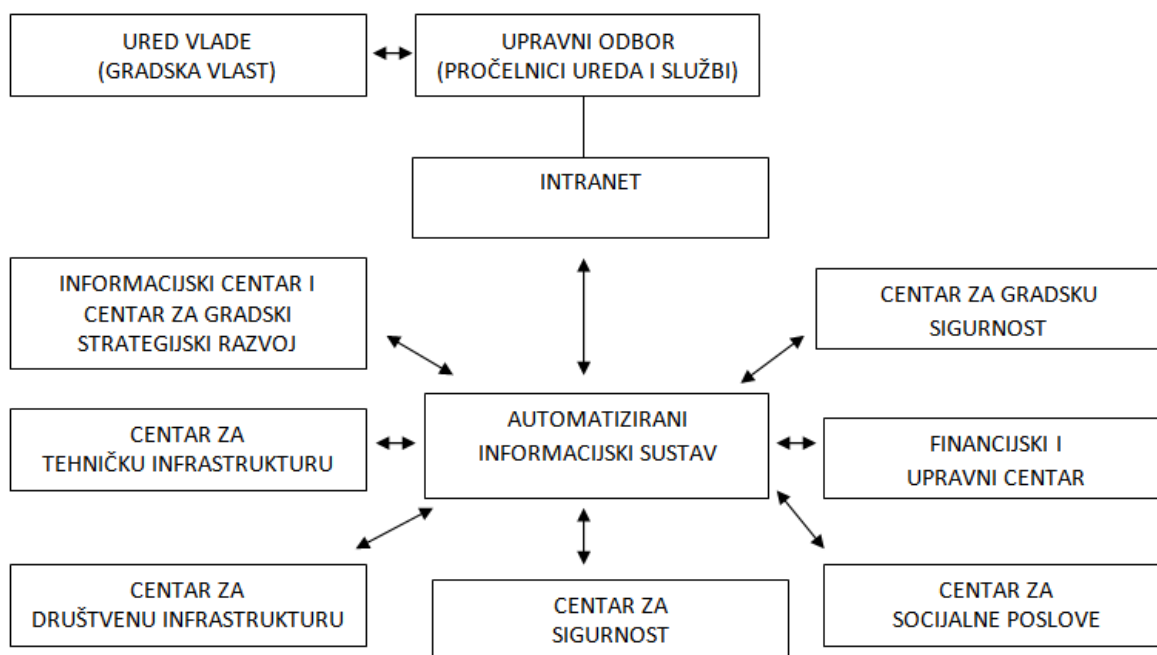 URED VLADE
(GRADSKA VLAST)
UPRAVNI ODBOR
(PROČELNICI UREDA I SLUŽBI)
INTRANET
INFORMACIJSKI CENTAR I
CENTAR ZA GRADSKI
STRATEGIJSKI RAZVOJ
CENTAR ZA GRADSKU
SIGURNOST
CENTAR ZA
TEHNIČKU INFRASTRUKTURU
AUTOMATIZIRANI
INFORMACIJSKI SUSTAV
FINANCIJSKI I
UPRAVNI CENTAR
CENTAR ZA
DRUŠTVENU INFRASTRUKTURU
CENTAR ZA
SIGURNOST
CENTAR ZA
SOCIJALNE POSLOVE